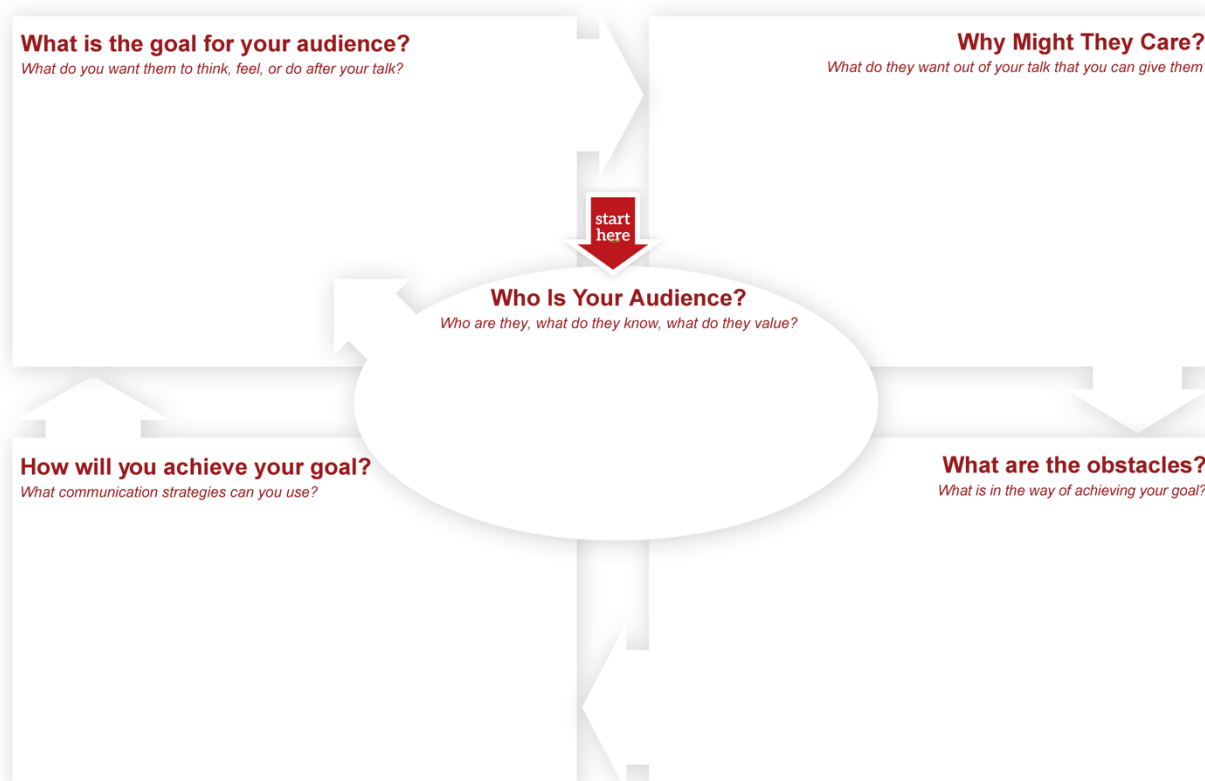 What is the goal for your audience?
What do you want them to think, feel, or do after your talk?
Why Might They Care?
What do they want out of your talk that you can give them?
start
here
Who Is Your Audience?
Who are they, what do they know, what do they value?
How will you achieve your goal?
What communication strategies can you use?
What are the obstacles?
What is in the way of achieving your goal?